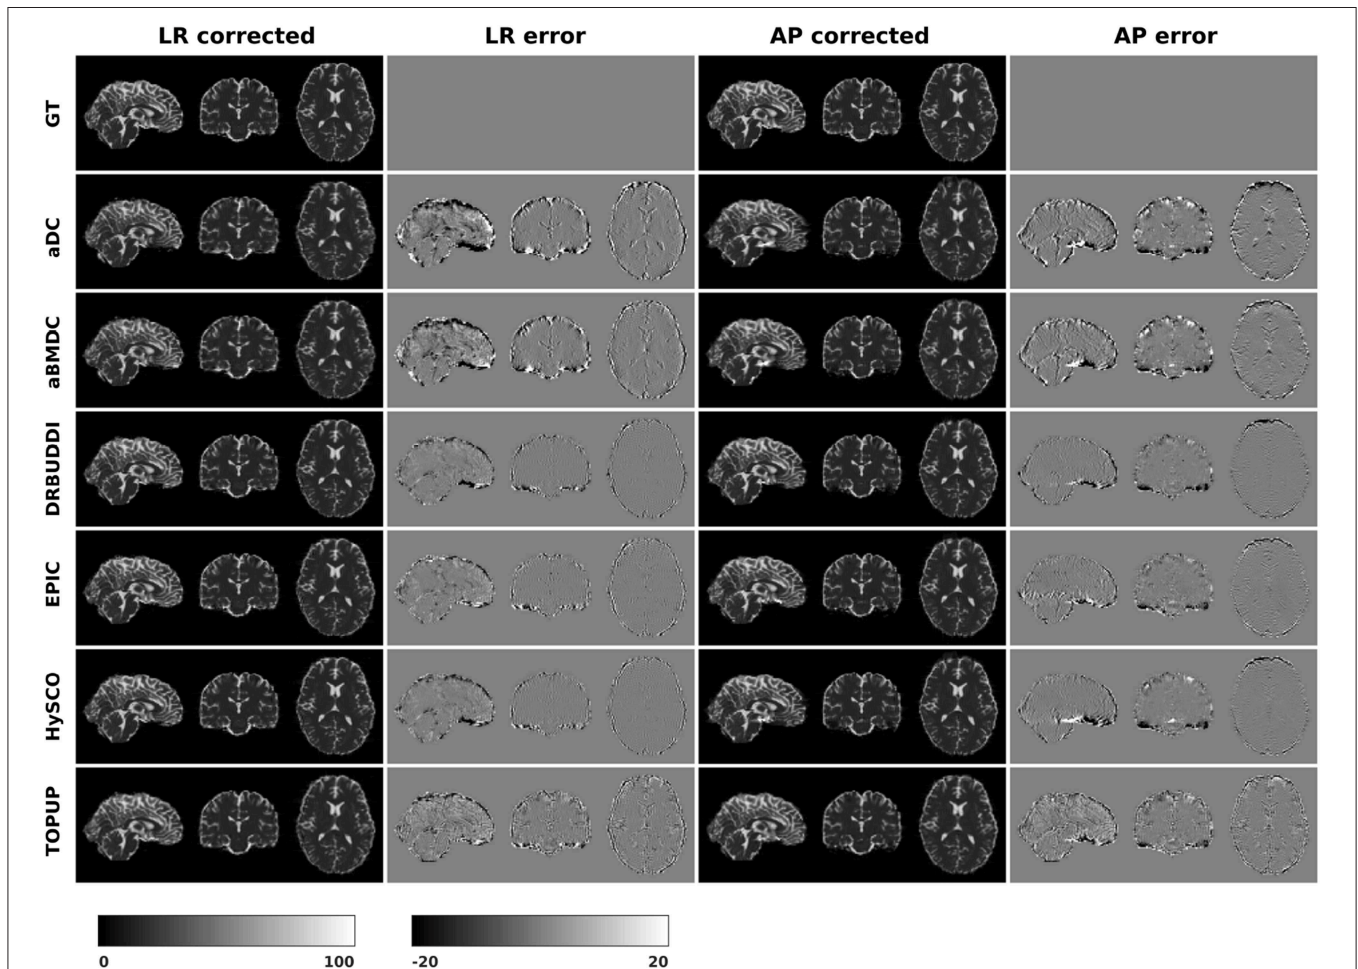 LR corrected LR error AP corrected AP error
GT
aDC
aBMDC
DRBUDDI
EPIC
HySCO
TOPUP
0 100 -20 20